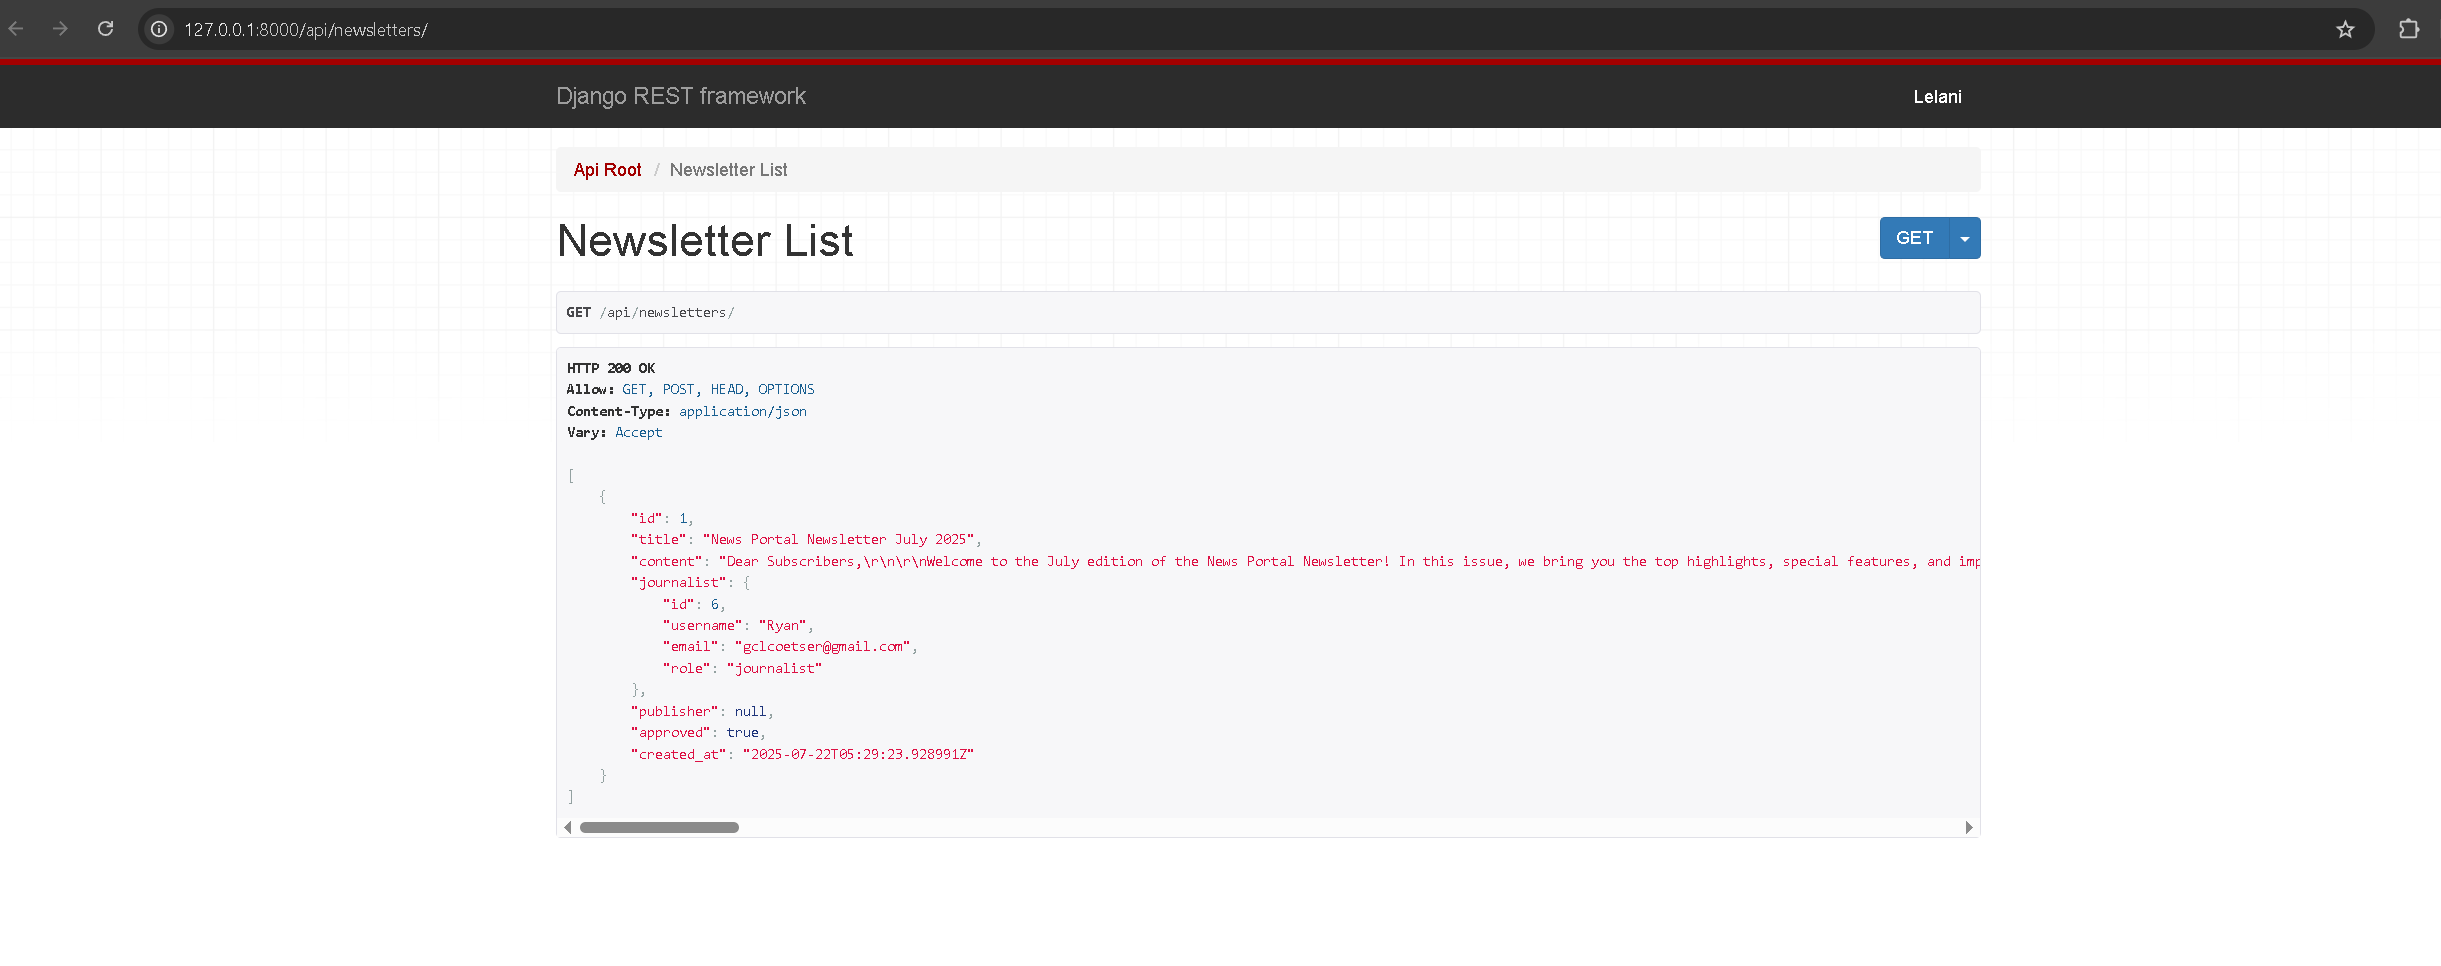 127.0.0.1:8000/api/newsletters/
Django REST framework
Lelani
Api Root / Newsletter List
Newsletter List
GET
GET /api/newsletters/
HTTP 200 OK
Allow: GET, POST, HEAD, OPTIONS
Content-Type: application/json
Vary: Accept
[
    {
        "id": 1,
        "title": "News Portal Newsletter July 2025",
        "content": "Dear Subscribers,\r\n\r\nWelcome to the July edition of the News Portal Newsletter! In this issue, we bring you the top highlights, special features, and imp
        "journalist": {
            "id": 6,
            "username": "Ryan",
            "email": "gclcoetser@gmail.com",
            "role": "journalist"
        },
        "publisher": null,
        "approved": true,
        "created_at": "2025-07-22T05:29:23.928991Z"
    }
]